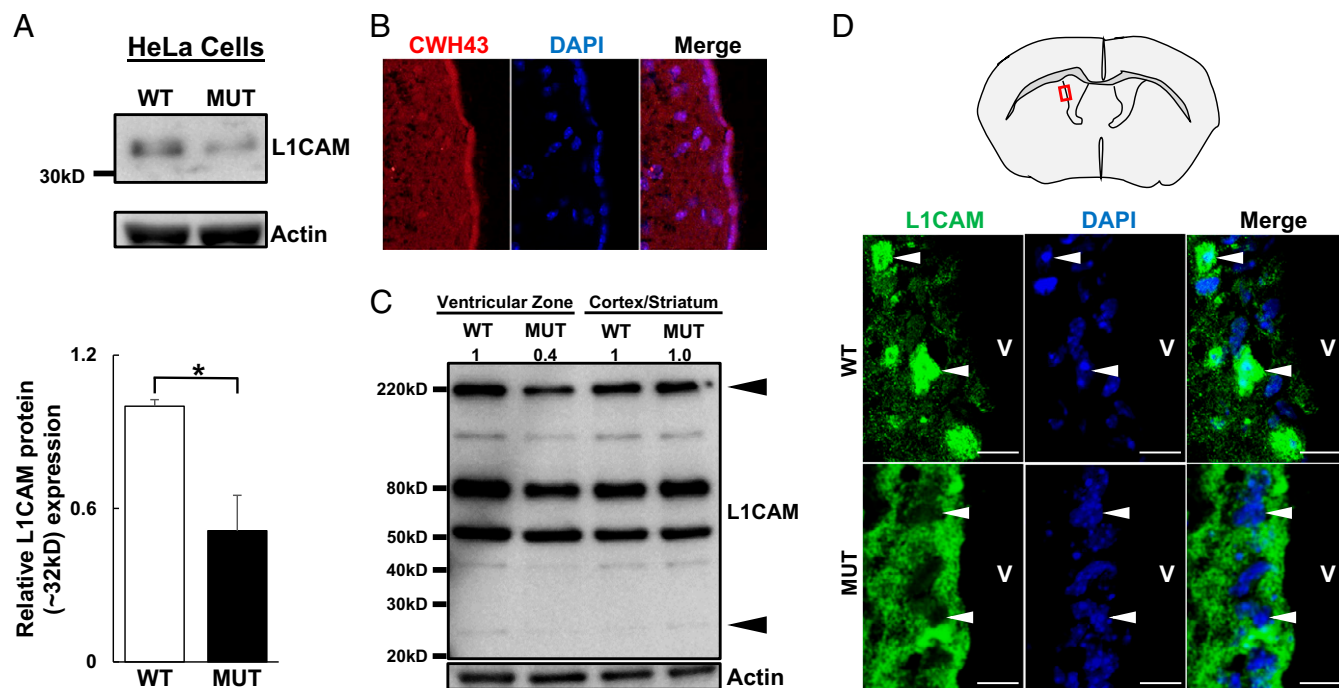 A
HeLa Cells
WT MUT
L1CAM
30kD
Actin
1.2
*
0.6
0
Relative L1CAM protein
(~32kD) expression
WT MUT
B
CWH43 DAPI Merge
C
Ventricular Zone Cortex/Striatum
WT MUT WT MUT
1 0.4 1 1.0
220kD
80kD
L1CAM
50kD
40kD
30kD
20kD
Actin
D
L1CAM DAPI Merge
WT
V V
MUT
V V